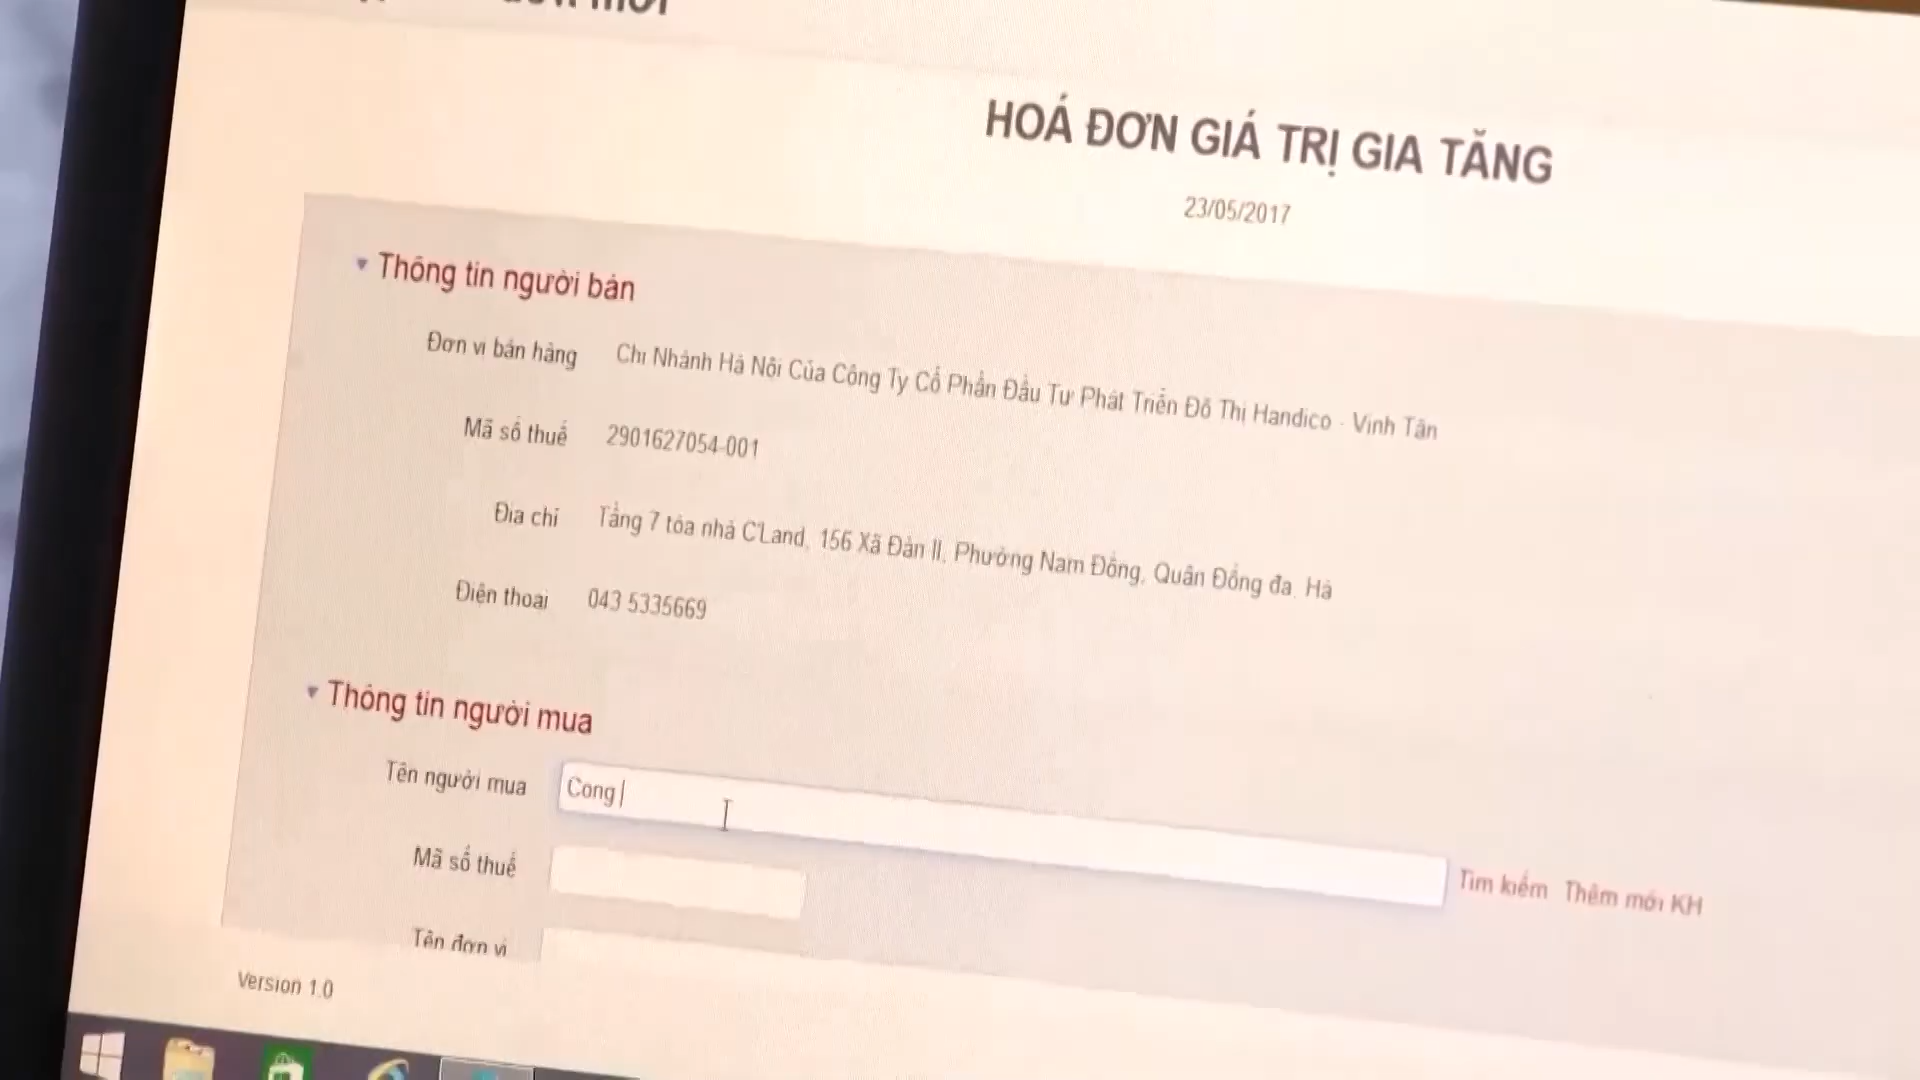 HOÁ ĐƠN GIÁ TRỊ GIA TĂNG
23/05/2017
Thông tin người bán
Đơn vị bán hàng Chi Nhánh Hà Nội Của Công Ty Cổ Phần Đầu Tư Phát Triển Đô Thị Handico - Vinh Tân
Mã số thuế 2901627054-001
Địa chỉ Tầng 7 tòa nhà C'Land, 156 Xã Đàn II, Phường Nam Đồng, Quận Đống đa, Hà
Điện thoại 043 5335669
Thông tin người mua
Tên người mua Cong
Tìm kiếm Thêm mới KH
Mã số thuế
Tên đơn vị
Version 1.0